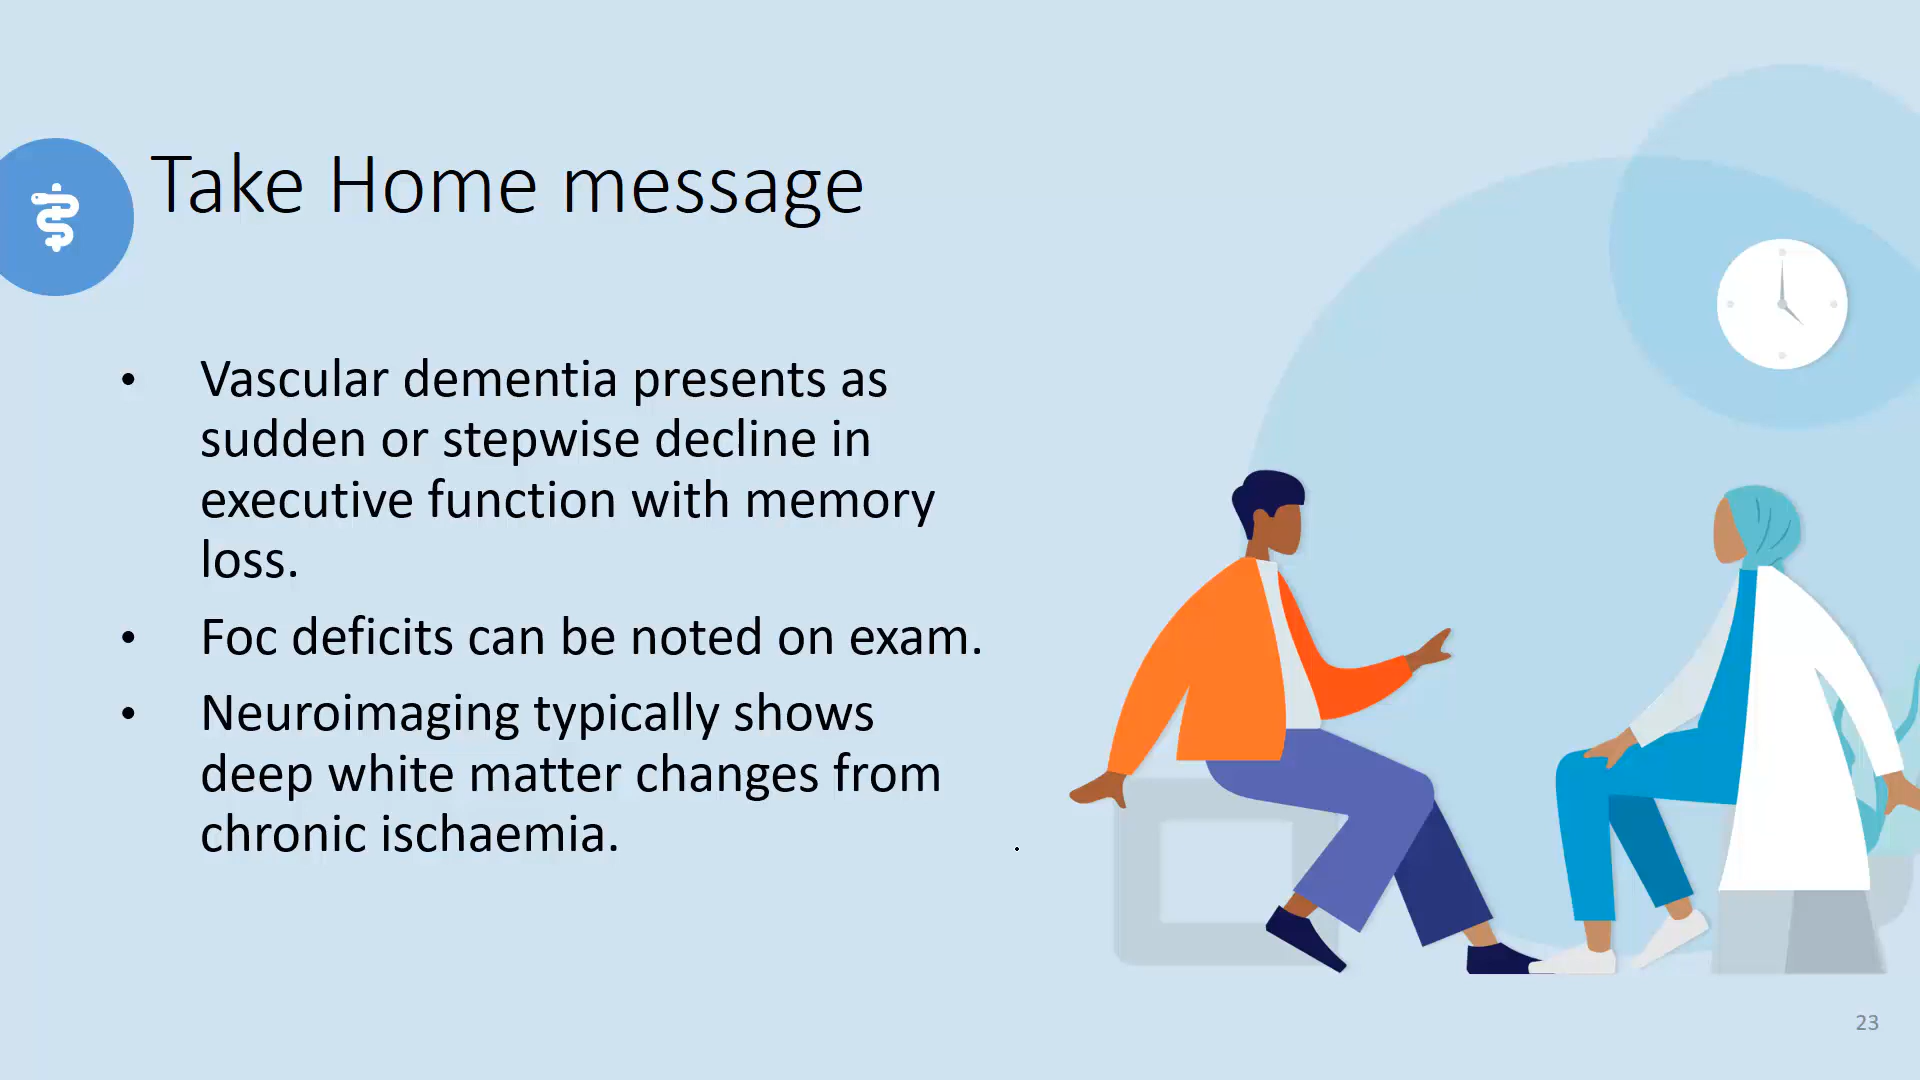 Take Home message
• Vascular dementia presents as
sudden or stepwise decline in
executive function with memory
loss.
• Foc deficits can be noted on exam.
• Neuroimaging typically shows
deep white matter changes from
chronic ischaemia.
.
23